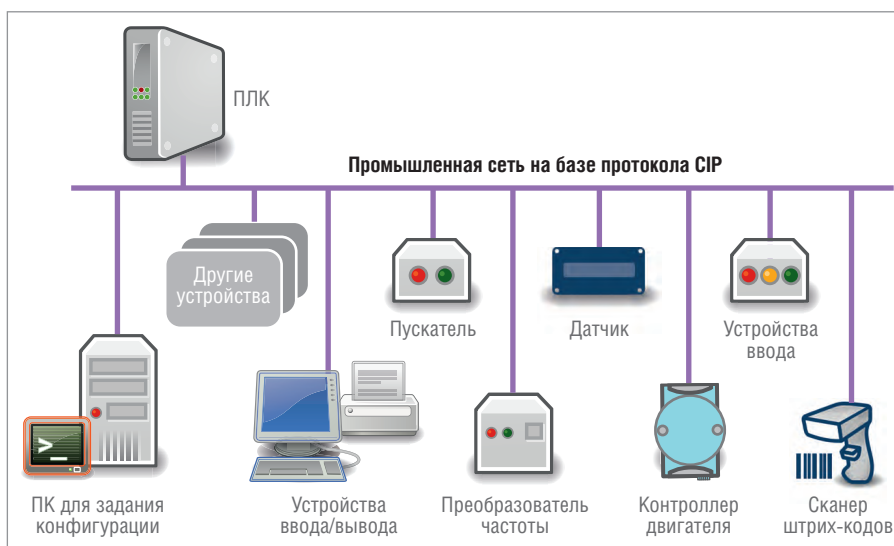 ПЛК
Промышленная сеть на базе протокола CIP
Другие
устройства
Пускатель
Датчик
Устройства
ввода
>_
ПК для задания
конфигурации
Устройства
ввода/вывода
Преобразователь
частоты
Контроллер
двигателя
Сканер
штрих-кодов